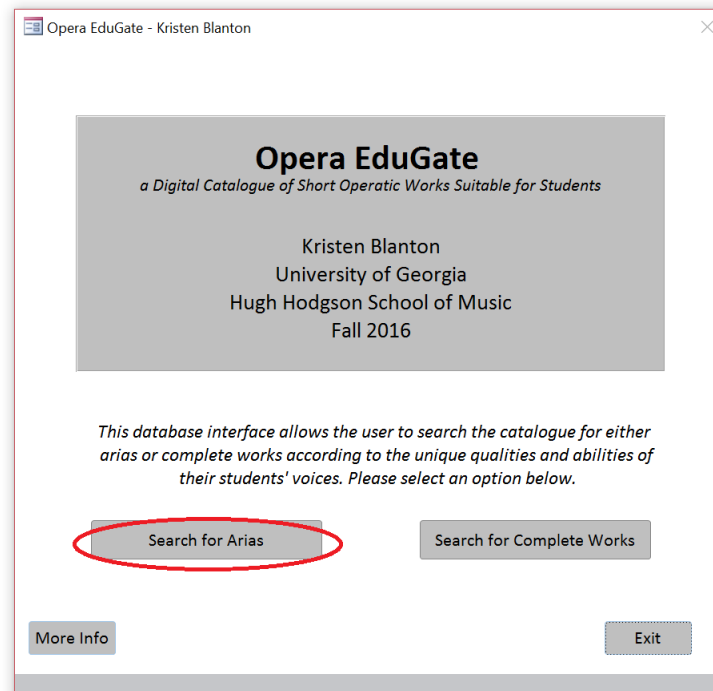 Opera EduGate - Kristen Blanton
Opera EduGate
a Digital Catalogue of Short Operatic Works Suitable for Students
Kristen Blanton
University of Georgia
Hugh Hodgson School of Music
Fall 2016
This database interface allows the user to search the catalogue for either
arias or complete works according to the unique qualities and abilities of
their students' voices. Please select an option below.
Search for Arias
Search for Complete Works
More Info
Exit